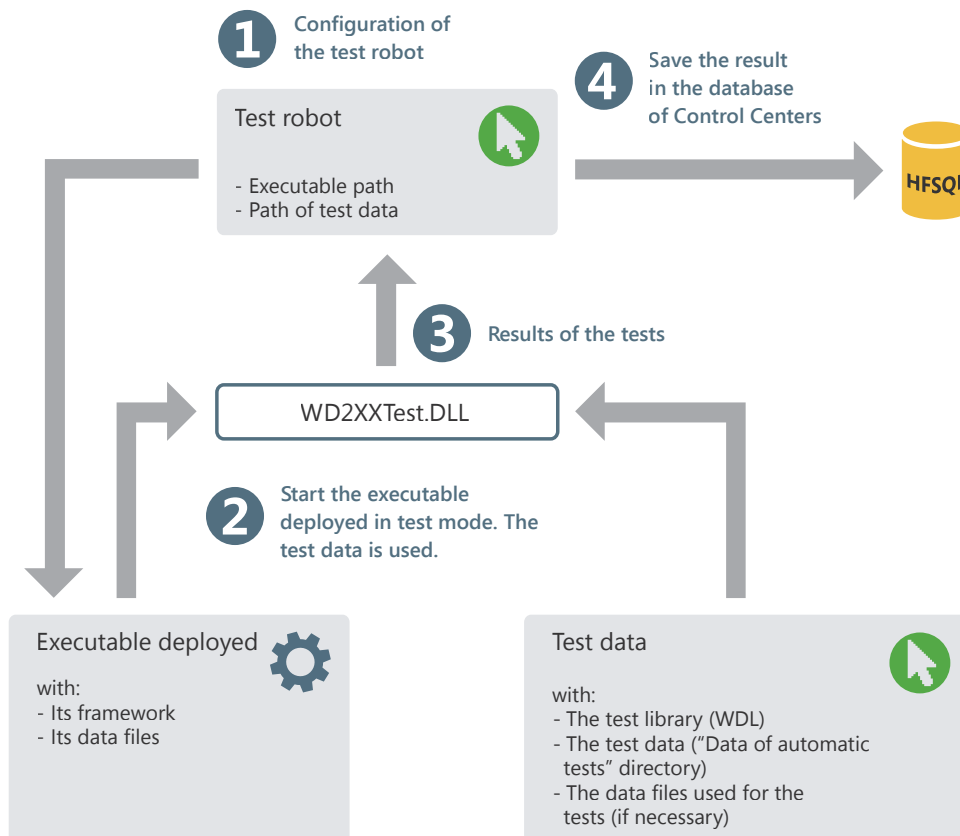 1
Configuration of
the test robot
4
Save the result
in the database
of Control Centers
Test robot
- Executable path
- Path of test data
HFSQ
3
Results of the tests
WD2XXTest.DLL
2
Start the executable
deployed in test mode. The
test data is used.
Executable deployed
with:
- Its framework
- Its data files
Test data
with:
- The test library (WDL)
- The test data (“Data of automatic
tests” directory)
- The data files used for the
tests (if necessary)